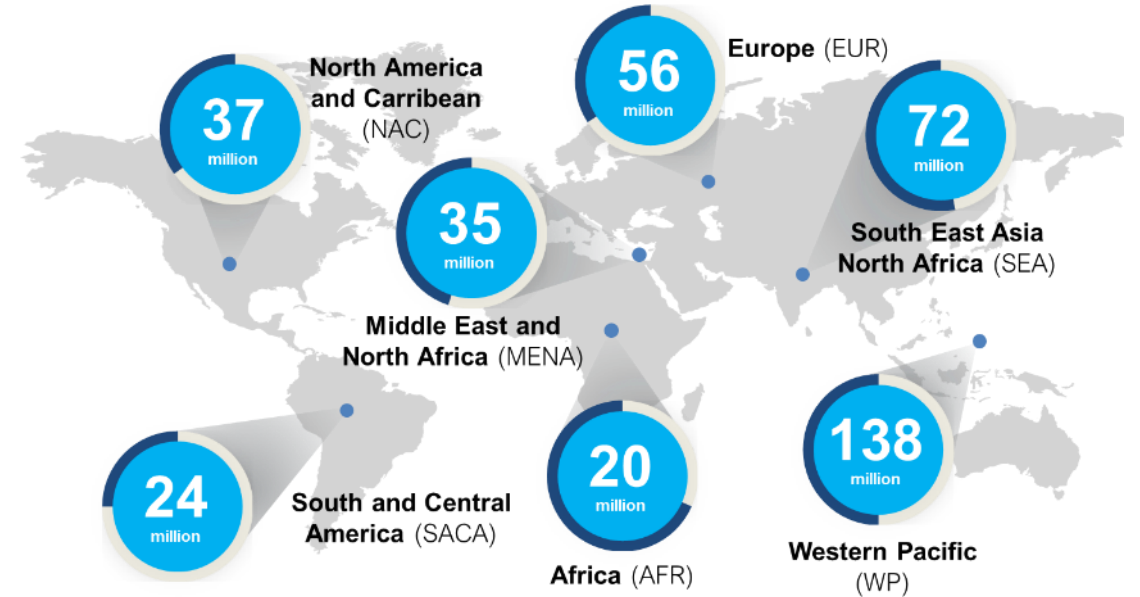 37
million
North America
and Carribean
(NAC)
56
million
Europe (EUR)
72
million
South East Asia
North Africa (SEA)
35
million
Middle East and
North Africa (MENA)
24
million
South and Central
America (SACA)
20
million
Africa (AFR)
138
million
Western Pacific
(WP)